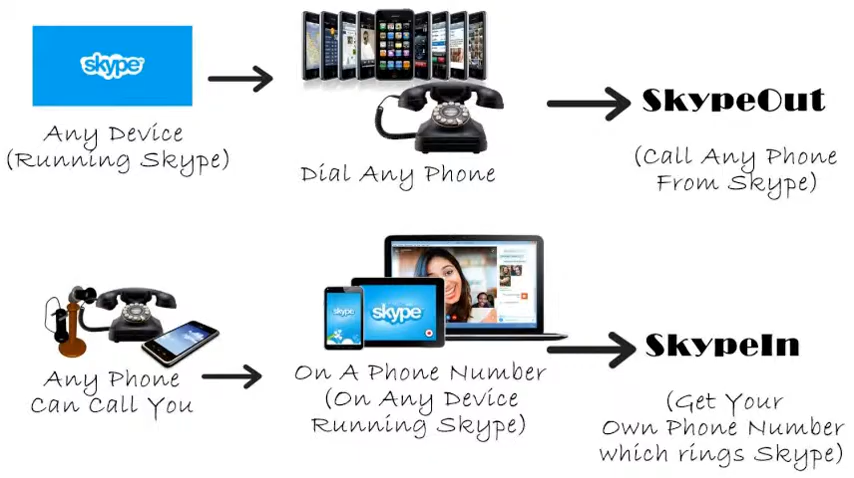 skype
Any Device
(Running Skype)
Dial Any Phone
SkypeOut
(Call Any Phone
From Skype)
Any Phone
Can Call You
skype
On A Phone Number
(On Any Device
Running Skype)
SkypeIn
(Get Your
Own Phone Number
which rings Skype)